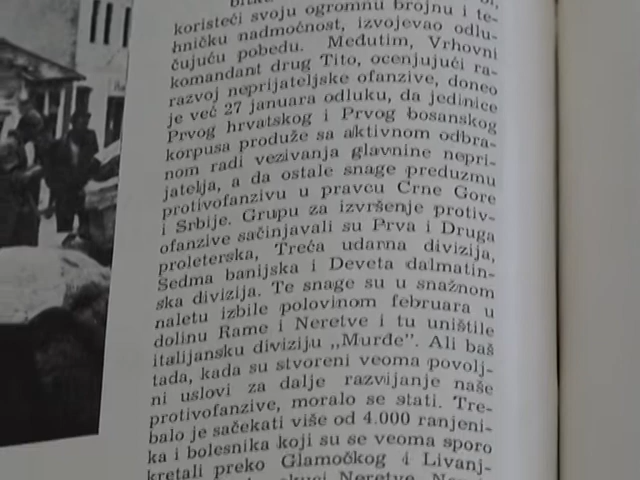 koristeći svoju ogromnu brojnu i te-
hničku nadmoćnost, izvojevao odlu-
čujuću pobedu. Međutim, Vrhovni
komandant drug Tito, ocenjujući ra-
razvoj neprijateljske ofanzive, doneo
je već 27 januara odluku, da jedinice
Prvog hrvatskog i Prvog bosanskog
korpusa produže sa aktivnom odbra-
nom radi vezivanja glavnine nepri-
jatelja, a da ostale snage preduzmu
protivofanzivu u pravcu Crne Gore
i Srbije. Grupu za izvršenje protiv-
ofanzive sačinjavali su Prva i Druga
proleterska, Treća udarna divizija,
Sedma banijska i Deveta dalmatin-
ska divizija. Te snage su u snažnom
naletu izbile polovinom februara u
dolinu Rame i Neretve i tu uništile
italijansku diviziju ,,Murđe". Ali baš
tada, kada su stvoreni veoma povolj-
ni uslovi za dalje razvijanje naše
protivofanzive, moralo se stati. Tre-
balo je sačekati više od 4.000 ranjeni-
ka i bolesnika koji su se veoma sporo
kretali preko Glamočkog i Livanj-